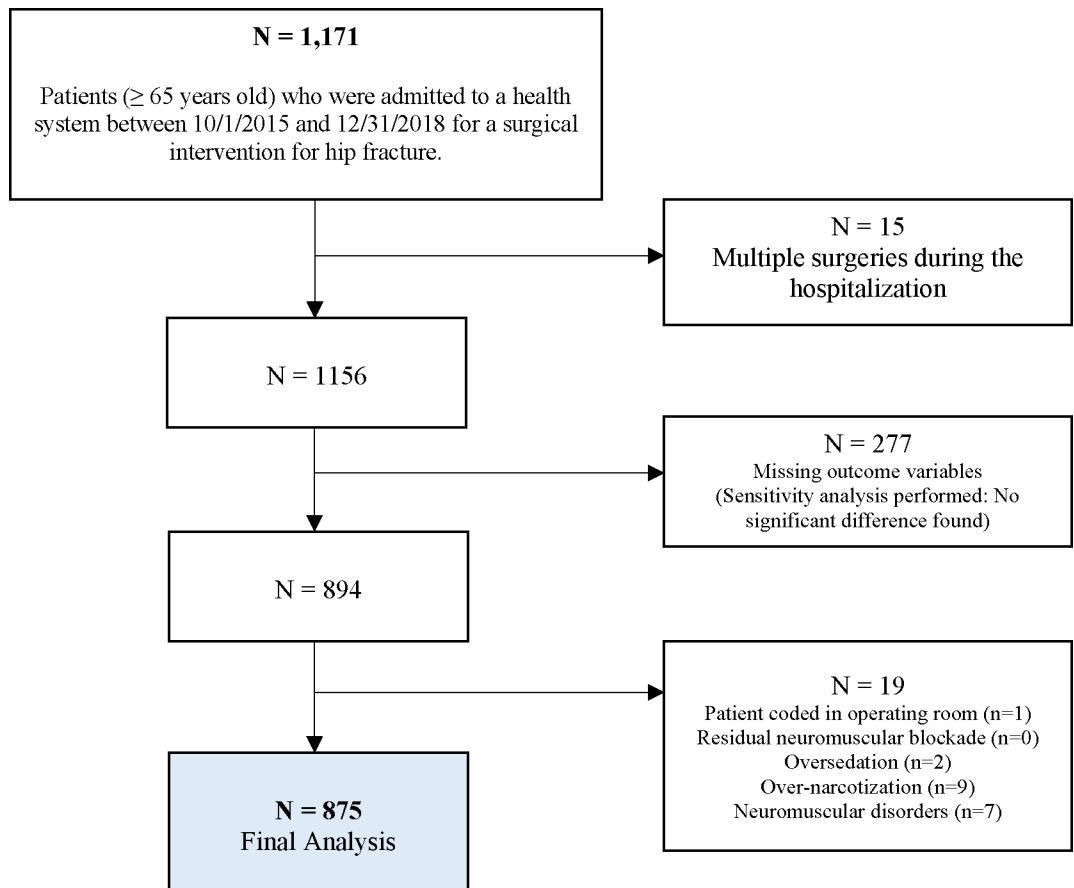 N = 1,171
Patients (≥ 65 years old) who were admitted to a health
system between 10/1/2015 and 12/31/2018 for a surgical
intervention for hip fracture.
N = 15
Multiple surgeries during the
hospitalization
N = 1156
N = 277
Missing outcome variables
(Sensitivity analysis performed: No
significant difference found)
N = 894
N = 19
Patient coded in operating room (n=1)
Residual neuromuscular blockade (n=0)
Oversedation (n=2)
Over-narcotization (n=9)
Neuromuscular disorders (n=7)
N = 875
Final Analysis